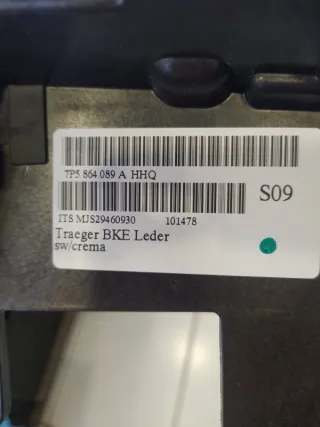 7P5 864 089 A HHQ
S09
ITS MJS29460930 101478
Traeger BKE Leder
sw/crema